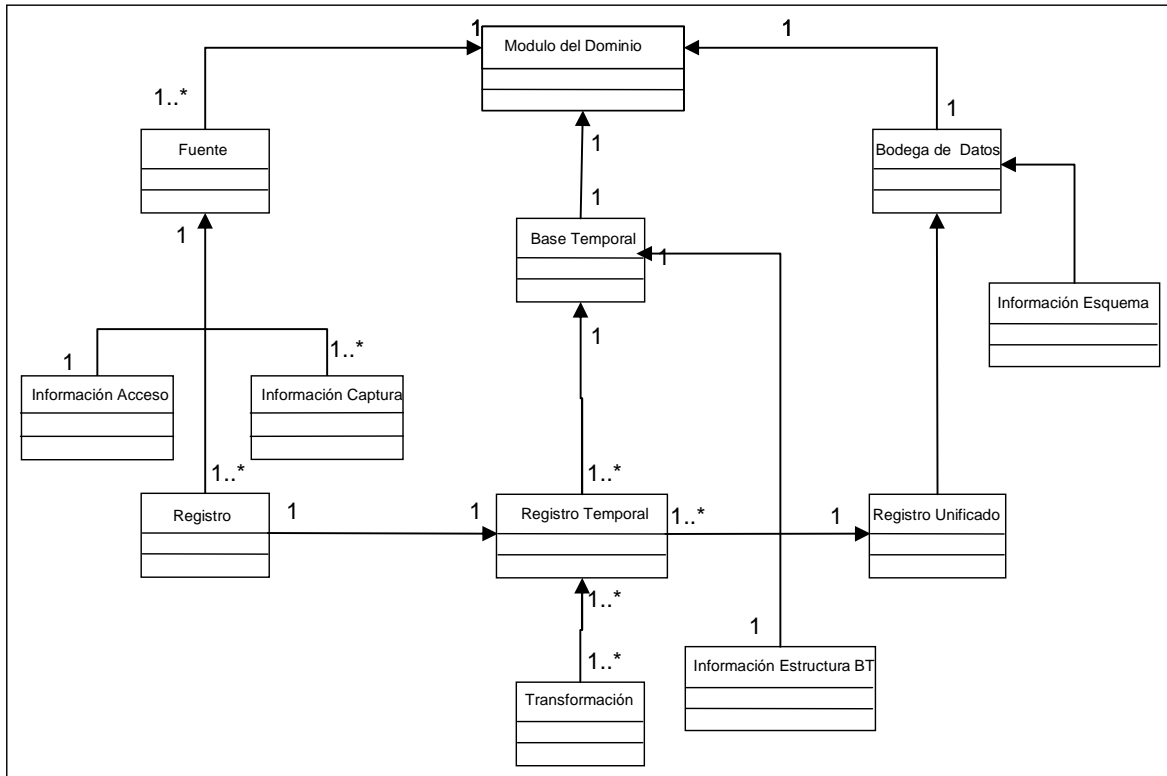 1
Modulo del Dominio
1
1..*
1
1
Fuente
Bodega de Datos
1
1
Base Temporal
1
1
Información Esquema
1
1
1..*
Información Acceso
Información Captura
1..*
1..*
Registro
1
1
Registro Temporal
1..*
1
Registro Unificado
1..*
1
1..*
Información Estructura BT
Transformación